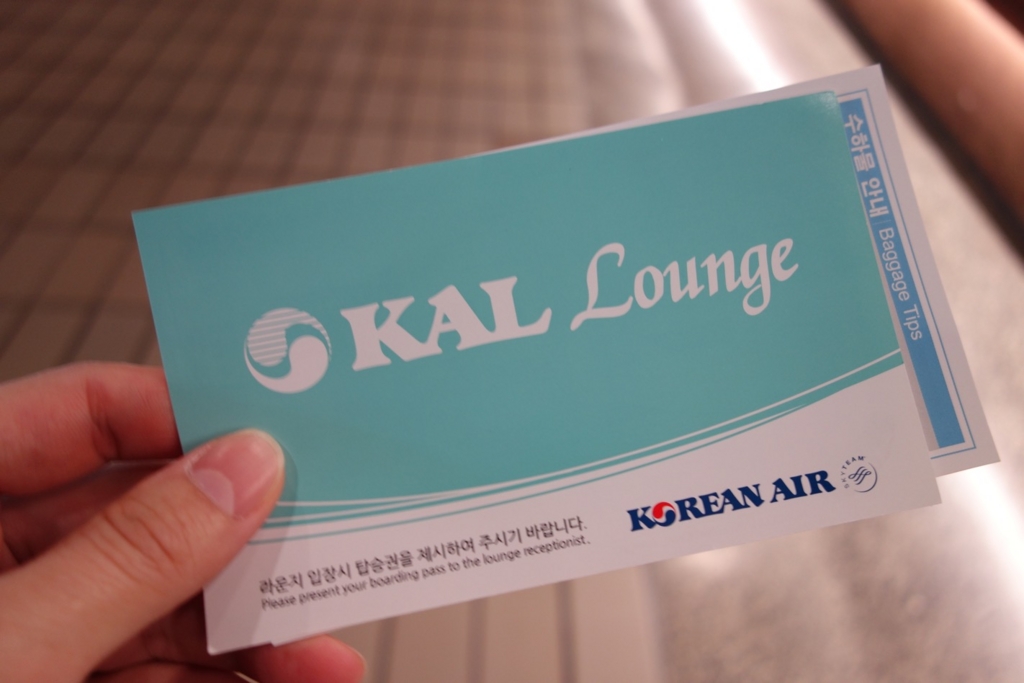 KAL Lounge
수하물 안내 Baggage Tips
KOREAN AIR
SKYTEAM
라운지 입장시 탑승권을 제시하여 주시기 바랍니다.
Please present your boarding pass to the lounge receptionist.